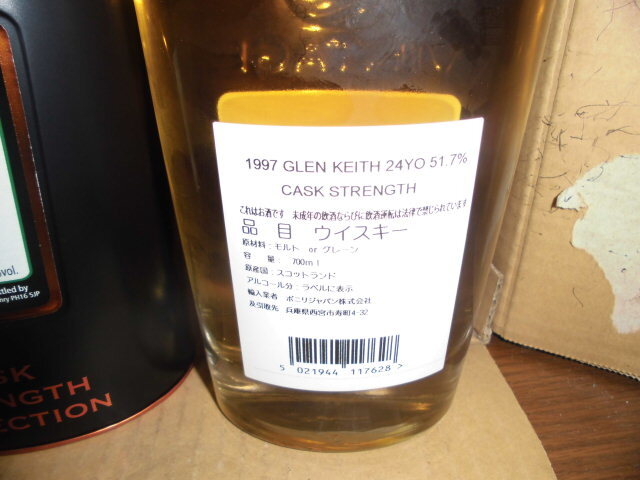 1997 GLEN KEITH 24YO 51.7%
CASK STRENGTH
これはお酒です 未成年の飲酒ならびに飲酒運転は法律で禁じられています
品 目 ウイスキー
原材料:モルト or グレーン
容 量: 700ml
原産国:スコットランド
アルコール分:ラベルに表示
輸入業者 ボニリジャパン株式会社
及引取先 兵庫県西宮市寿町4-32
5 021944 117628 >
vol.
PH16 5JP
SK
ENGTH
ECTION